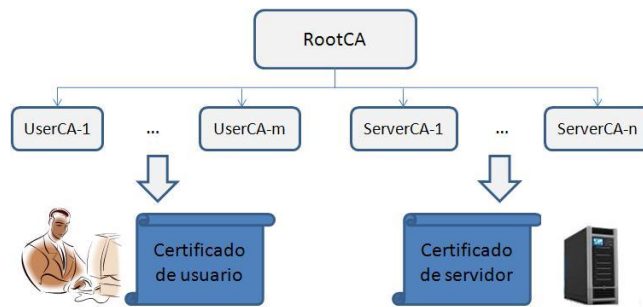 RootCA
UserCA-1
...
UserCA-m
ServerCA-1
...
ServerCA-n
Certificado
de usuario
Certificado
de servidor